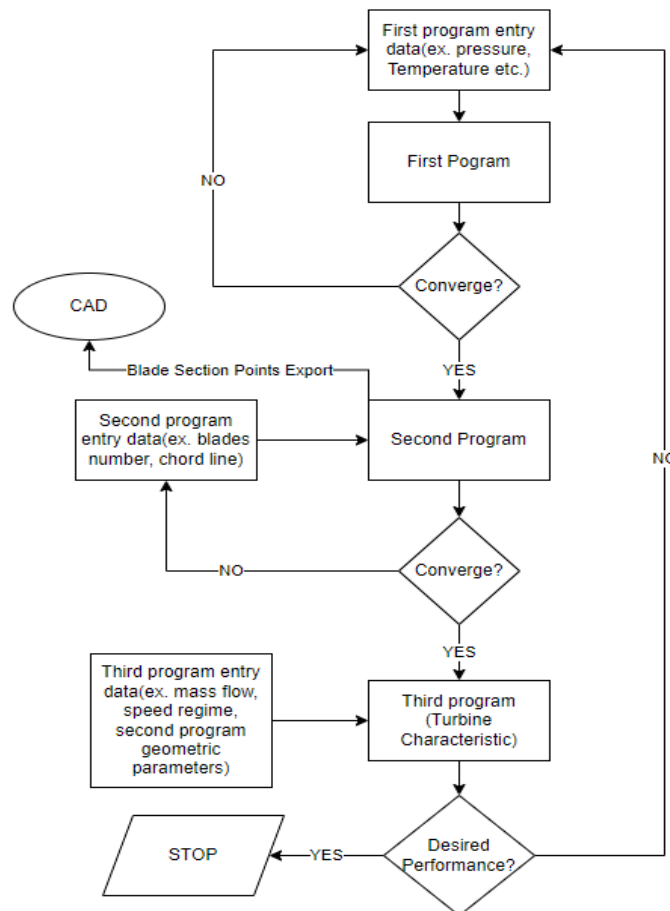 First program entry
data(ex. pressure,
Temperature etc.)
First Pogram
NO
Converge?
CAD
YES
Blade Section Points Export
Second program
entry data(ex. blades
number, chord line)
Second Program
NO
NO
Converge?
YES
Third program entry
data(ex. mass flow,
speed regime,
second program
geometric
parameters)
Third program
(Turbine
Characteristic)
STOP
YES
Desired
Performance?